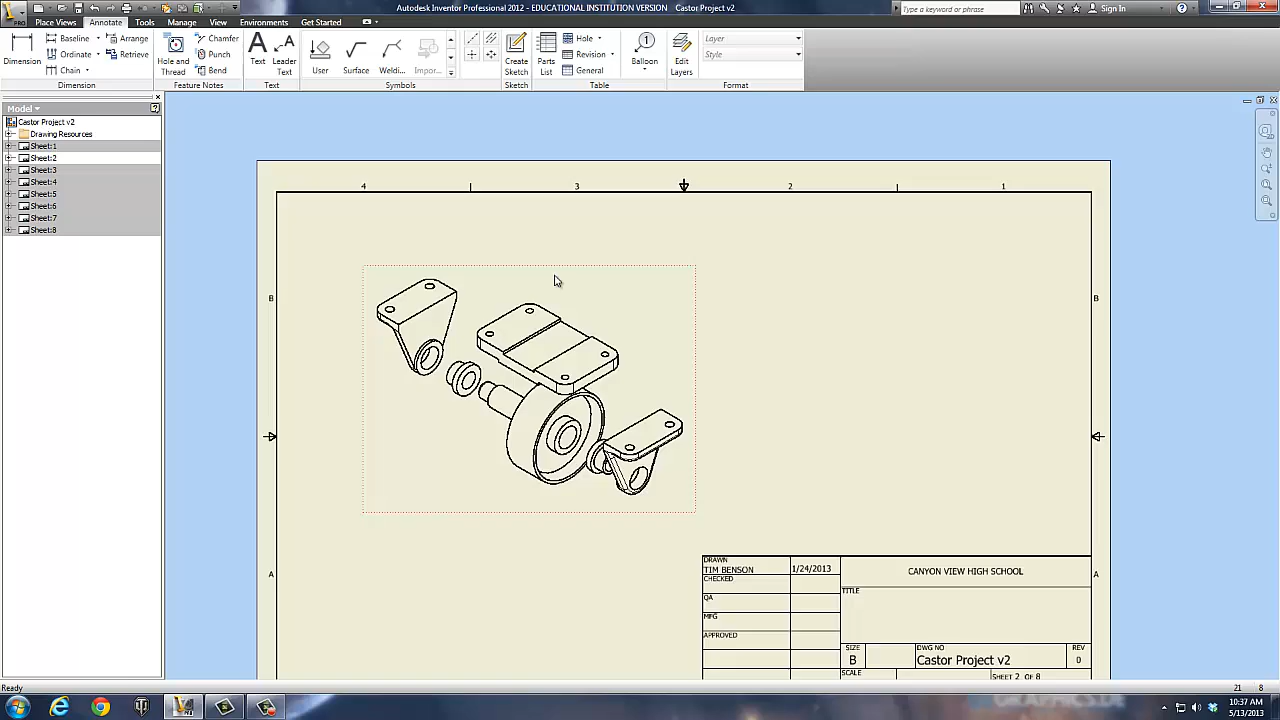 Autodesk Inventor Professional 2012 - EDUCATIONAL INSTITUTION VERSION Castor Project v2
Type a keyword or phrase
Sign In
PRO
Place Views Annotate Tools Manage View Environments Get Started
Dimension
Baseline
Ordinate
Chain
Arrange
Retrieve
Dimension
Hole and Thread
Chamfer
Punch
Bend
Feature Notes
Text
Leader Text
Text
User
Surface
Weldi...
Impor...
Symbols
Create Sketch
Sketch
Parts List
Hole
Revision
General
Table
Balloon
Edit Layers
Layer
Style
Format
Model
Castor Project v2
Drawing Resources
Sheet:1
Sheet:2
Sheet:3
Sheet:4
Sheet:5
Sheet:6
Sheet:7
Sheet:8
4 3 2 1
B B
A A
DRAWN
TIM BENSON 1/24/2013
CHECKED
QA
MFG
APPROVED
CANYON VIEW HIGH SCHOOL
TITLE
SIZE
B
DWG NO
Castor Project v2
REV
0
SCALE
SHEET 2 OF 8
Ready
21 8
10:37 AM
5/13/2013